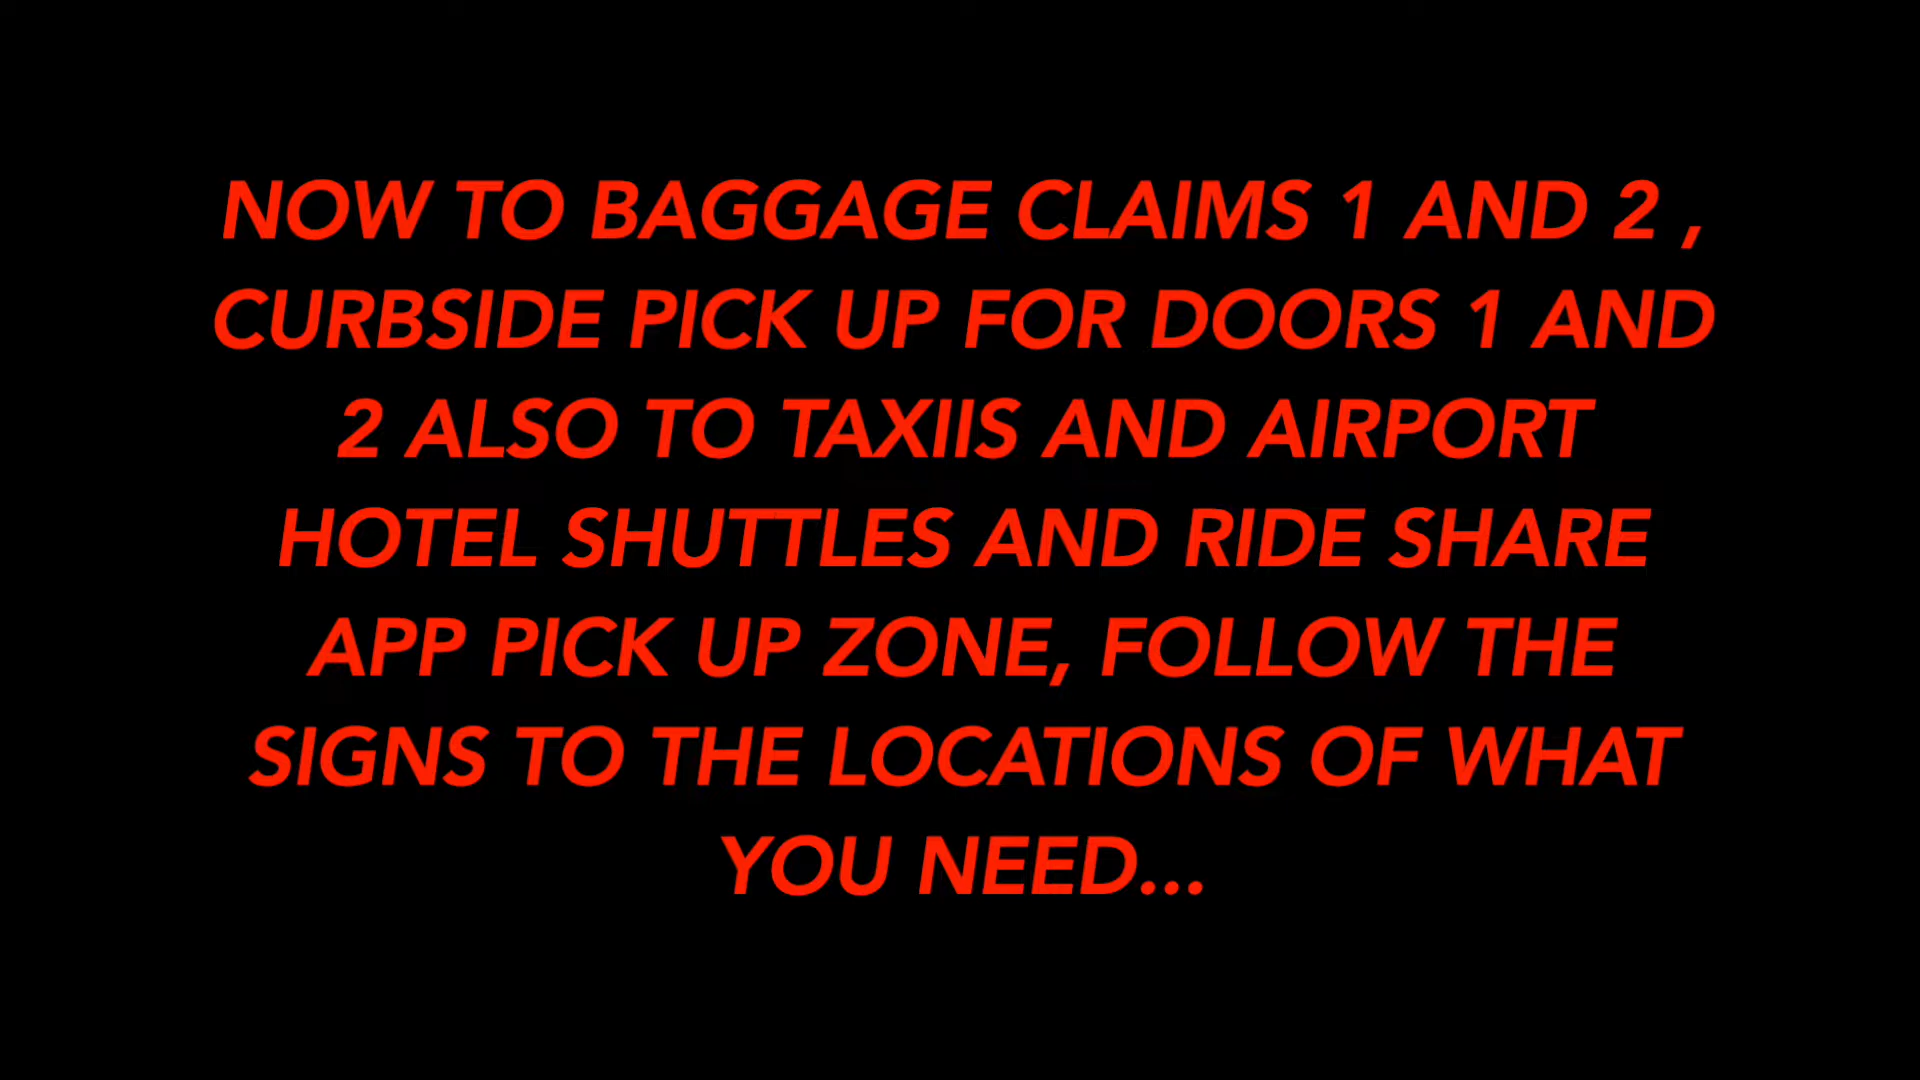 NOW TO BAGGAGE CLAIMS 1 AND 2 ,
CURBSIDE PICK UP FOR DOORS 1 AND
2 ALSO TO TAXIIS AND AIRPORT
HOTEL SHUTTLES AND RIDE SHARE
APP PICK UP ZONE, FOLLOW THE
SIGNS TO THE LOCATIONS OF WHAT
YOU NEED...